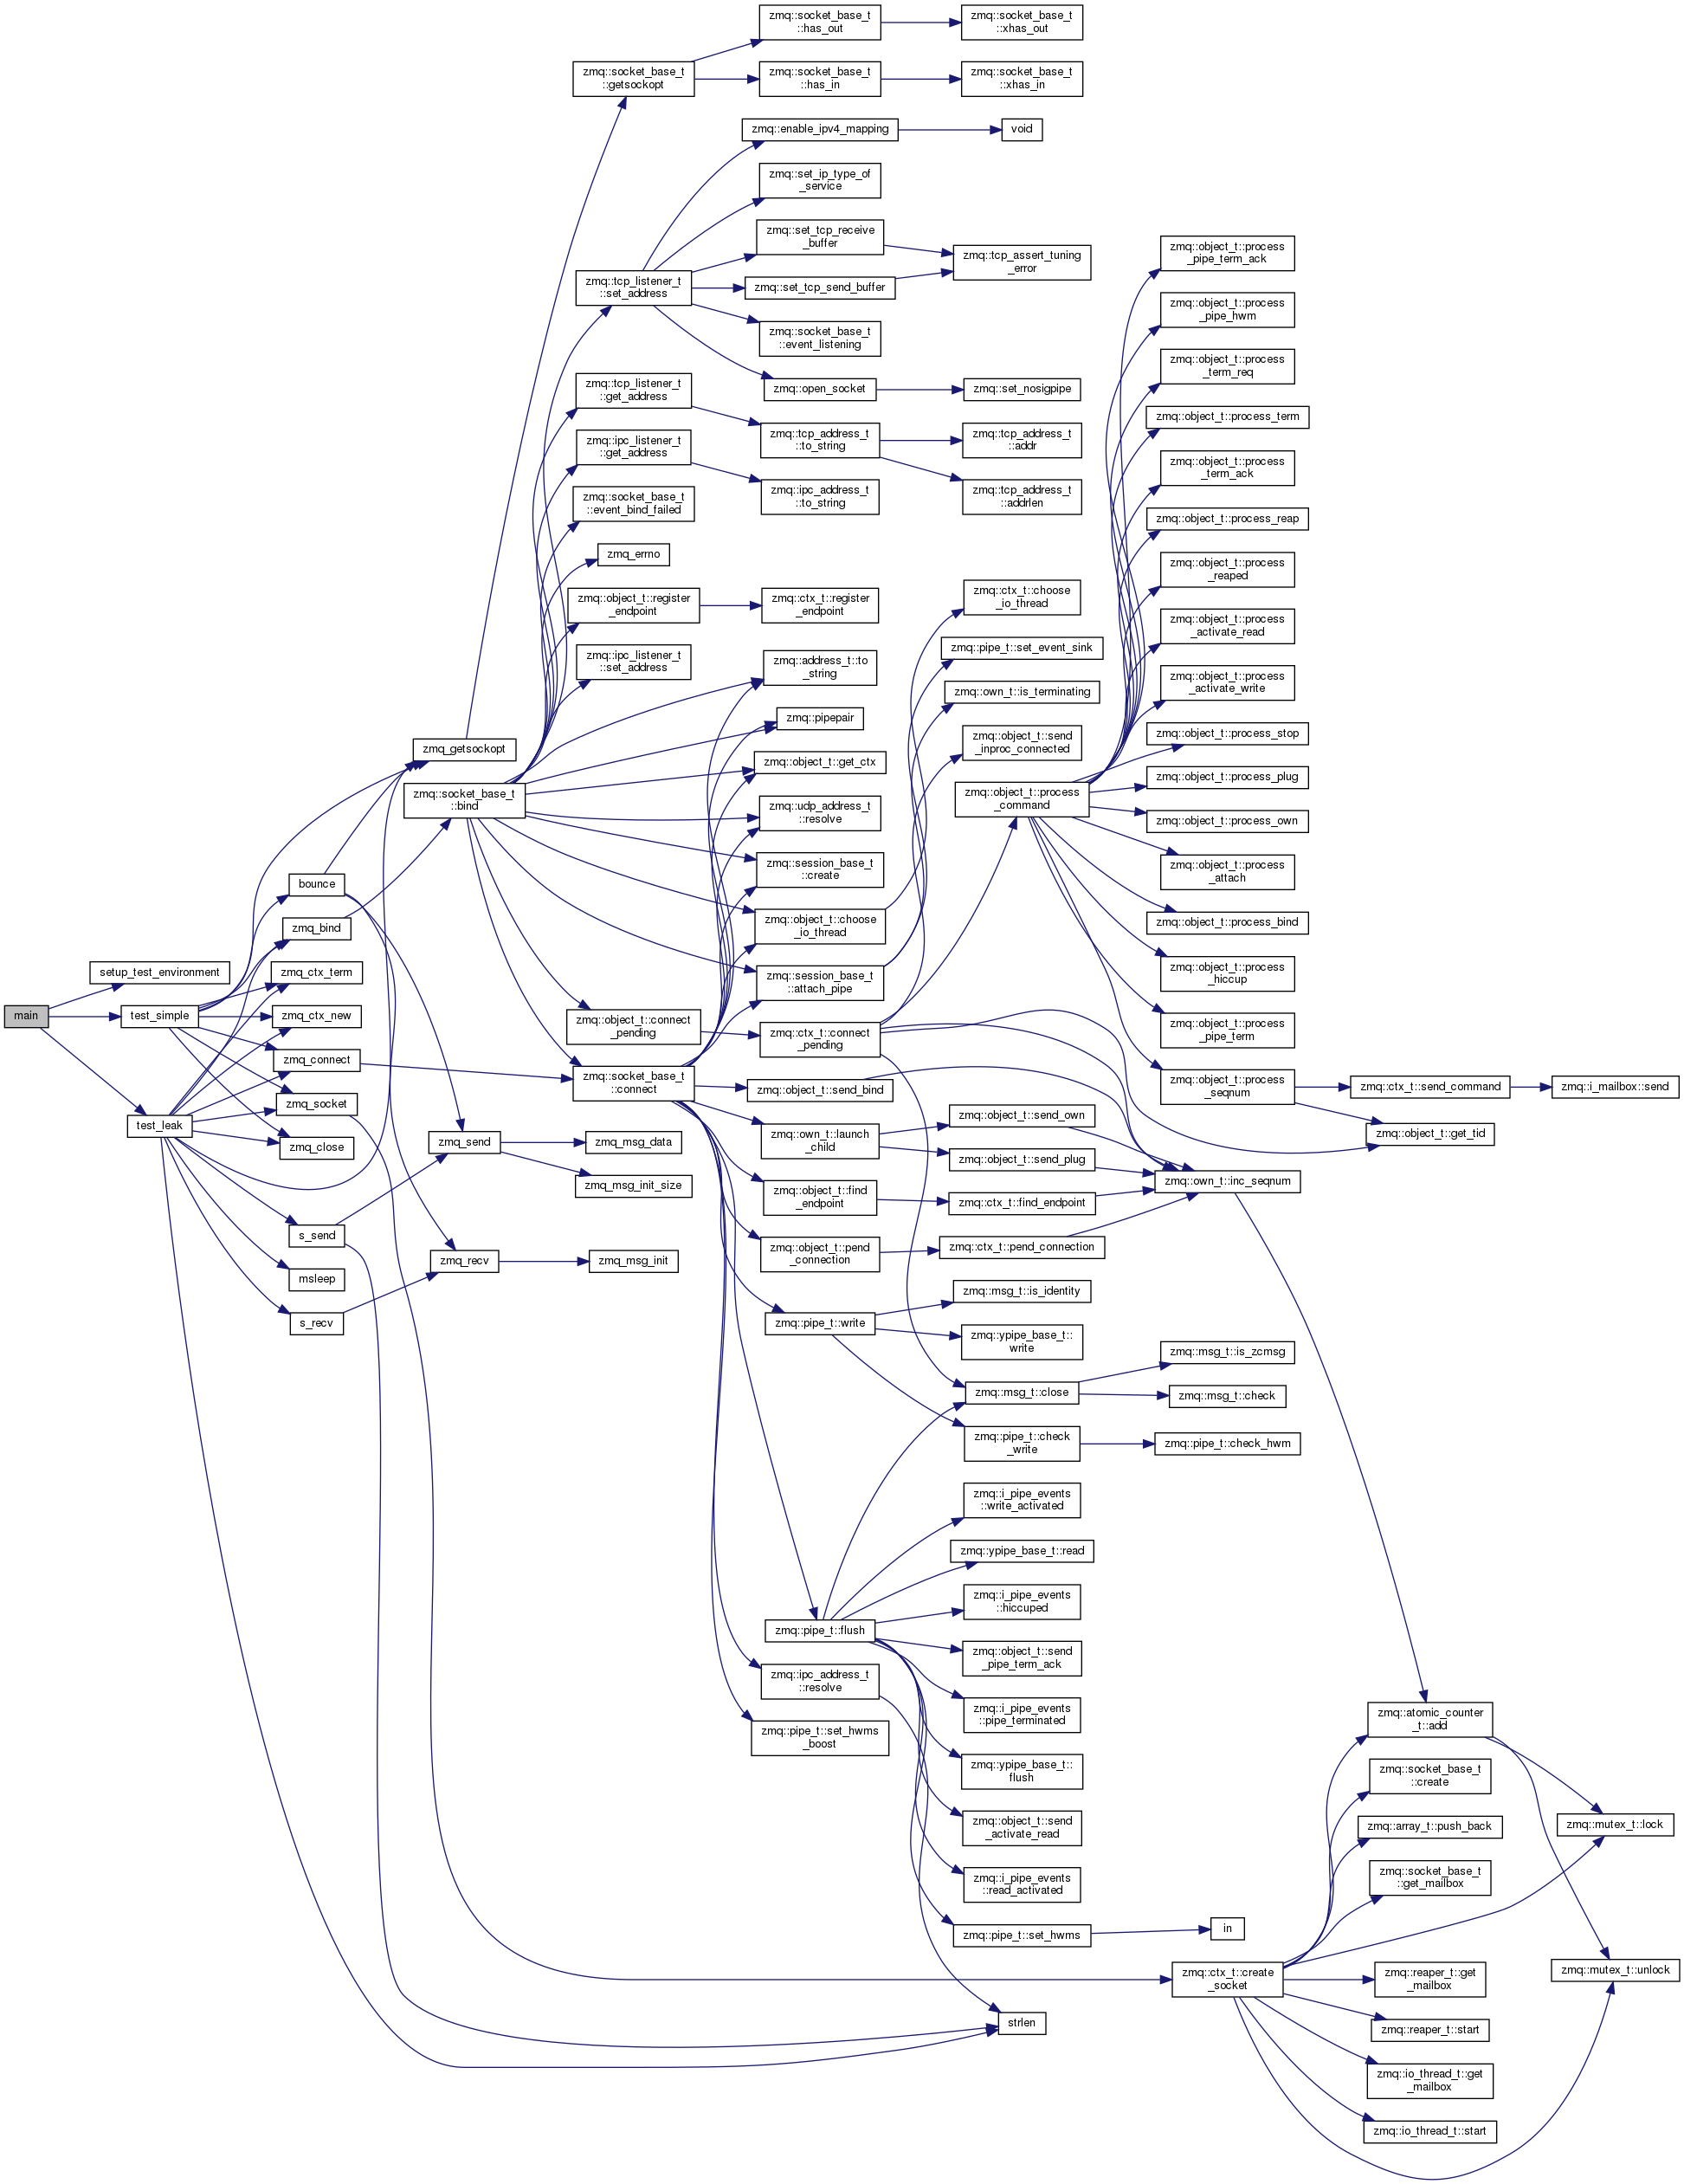 main
setup_test_environment
test_simple
test_leak
bounce
zmq_bind
zmq_ctx_term
zmq_ctx_new
zmq_connect
zmq_socket
zmq_close
s_send
msleep
s_recv
zmq_getsockopt
zmq::socket_base_t
::bind
zmq_send
zmq_recv
zmq::socket_base_t
::getsockopt
zmq::tcp_listener_t
::set_address
zmq::tcp_listener_t
::get_address
zmq::ipc_listener_t
::get_address
zmq::socket_base_t
::event_bind_failed
zmq_errno
zmq::object_t::register
_endpoint
zmq::ipc_listener_t
::set_address
zmq::object_t::connect
_pending
zmq::socket_base_t
::connect
zmq_msg_data
zmq_msg_init_size
zmq_msg_init
zmq::socket_base_t
::has_out
zmq::socket_base_t
::has_in
zmq::enable_ipv4_mapping
zmq::set_ip_type_of
_service
zmq::set_tcp_receive
_buffer
zmq::set_tcp_send_buffer
zmq::socket_base_t
::event_listening
zmq::open_socket
zmq::tcp_address_t
::to_string
zmq::ipc_address_t
::to_string
zmq::ctx_t::register
_endpoint
zmq::address_t::to
_string
zmq::pipepair
zmq::object_t::get_ctx
zmq::udp_address_t
::resolve
zmq::session_base_t
::create
zmq::object_t::choose
_io_thread
zmq::session_base_t
::attach_pipe
zmq::ctx_t::connect
_pending
zmq::object_t::send_bind
zmq::own_t::launch
_child
zmq::object_t::find
_endpoint
zmq::object_t::pend
_connection
zmq::pipe_t::write
zmq::pipe_t::flush
zmq::ipc_address_t
::resolve
zmq::pipe_t::set_hwms
_boost
zmq::socket_base_t
::xhas_out
zmq::socket_base_t
::xhas_in
void
zmq::tcp_assert_tuning
_error
zmq::set_nosigpipe
zmq::tcp_address_t
::addr
zmq::tcp_address_t
::addrlen
zmq::ctx_t::choose
_io_thread
zmq::pipe_t::set_event_sink
zmq::own_t::is_terminating
zmq::object_t::send
_inproc_connected
zmq::object_t::process
_command
zmq::object_t::send_own
zmq::object_t::send_plug
zmq::ctx_t::find_endpoint
zmq::ctx_t::pend_connection
zmq::msg_t::is_identity
zmq::ypipe_base_t::
write
zmq::msg_t::close
zmq::pipe_t::check
_write
zmq::i_pipe_events
::write_activated
zmq::ypipe_base_t::read
zmq::i_pipe_events
::hiccuped
zmq::object_t::send
_pipe_term_ack
zmq::i_pipe_events
::pipe_terminated
zmq::ypipe_base_t::
flush
zmq::object_t::send
_activate_read
zmq::i_pipe_events
::read_activated
zmq::pipe_t::set_hwms
strlen
zmq::object_t::process
_pipe_term_ack
zmq::object_t::process
_pipe_hwm
zmq::object_t::process
_term_req
zmq::object_t::process_term
zmq::object_t::process
_term_ack
zmq::object_t::process_reap
zmq::object_t::process
_reaped
zmq::object_t::process
_activate_read
zmq::object_t::process
_activate_write
zmq::object_t::process_stop
zmq::object_t::process_plug
zmq::object_t::process_own
zmq::object_t::process
_attach
zmq::object_t::process_bind
zmq::object_t::process
_hiccup
zmq::object_t::process
_pipe_term
zmq::object_t::process
_seqnum
zmq::own_t::inc_seqnum
zmq::msg_t::is_zcmsg
zmq::msg_t::check
zmq::pipe_t::check_hwm
in
zmq::ctx_t::create
_socket
zmq::ctx_t::send_command
zmq::object_t::get_tid
zmq::atomic_counter
_t::add
zmq::socket_base_t
::create
zmq::array_t::push_back
zmq::socket_base_t
::get_mailbox
zmq::reaper_t::get
_mailbox
zmq::reaper_t::start
zmq::io_thread_t::get
_mailbox
zmq::io_thread_t::start
zmq::i_mailbox::send
zmq::mutex_t::lock
zmq::mutex_t::unlock